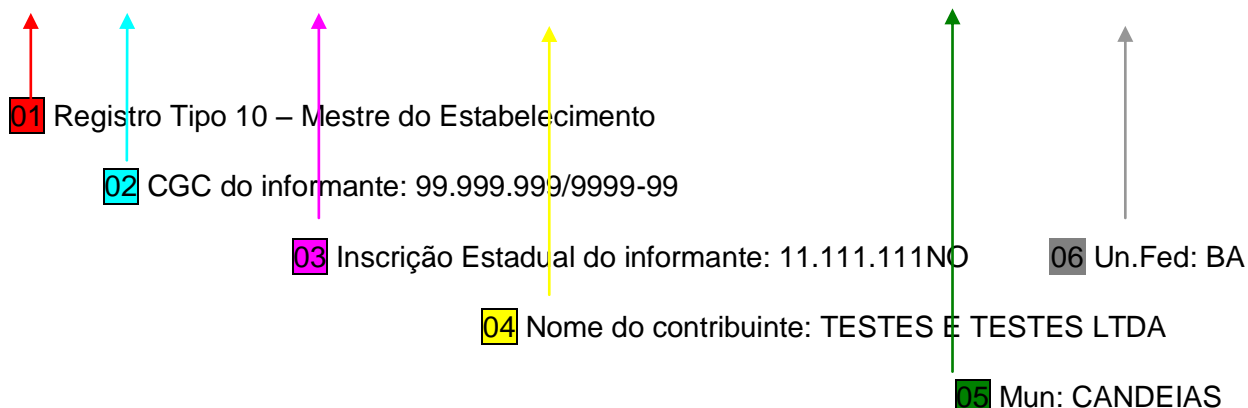 01 Registro Tipo 10 – Mestre do Estabelecimento
02 CGC do informante: 99.999.999/9999-99
03 Inscrição Estadual do informante: 11.111.111NO 06 Un.Fed: BA
04 Nome do contribuinte: TESTES E TESTES LTDA
05 Mun: CANDEIAS